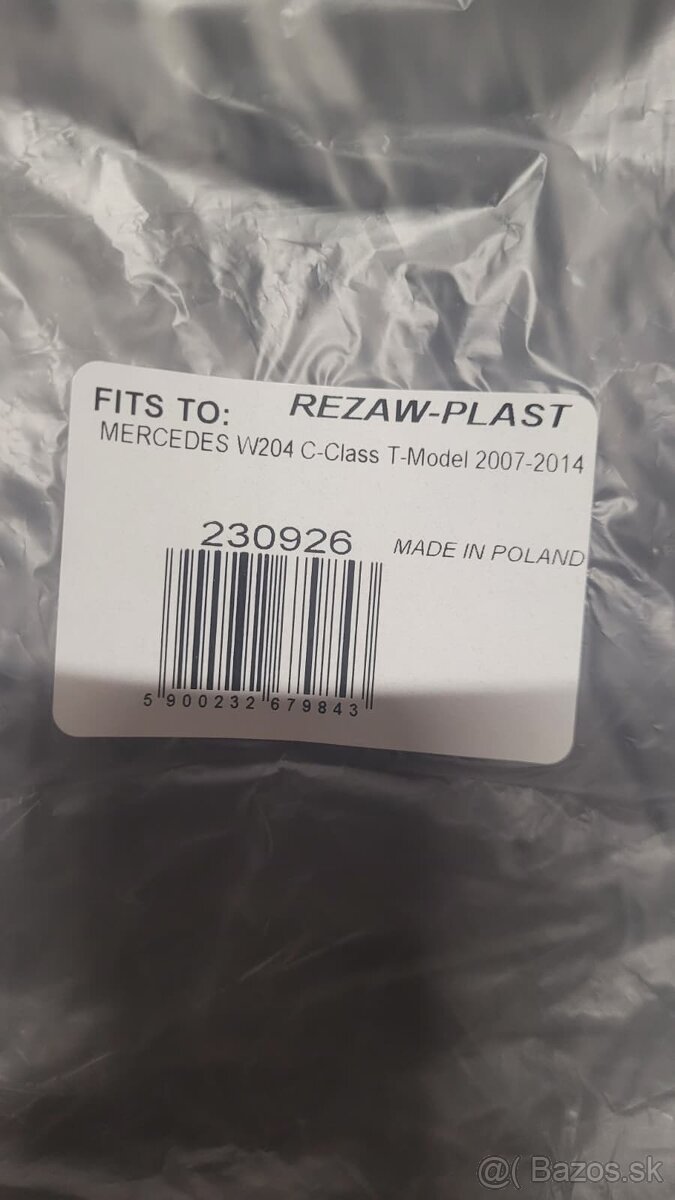 FITS TO: REZAW-PLAST
MERCEDES W204 C-Class T-Model 2007-2014
230926 MADE IN POLAND
5 900232 679843
@( Bazos.sk